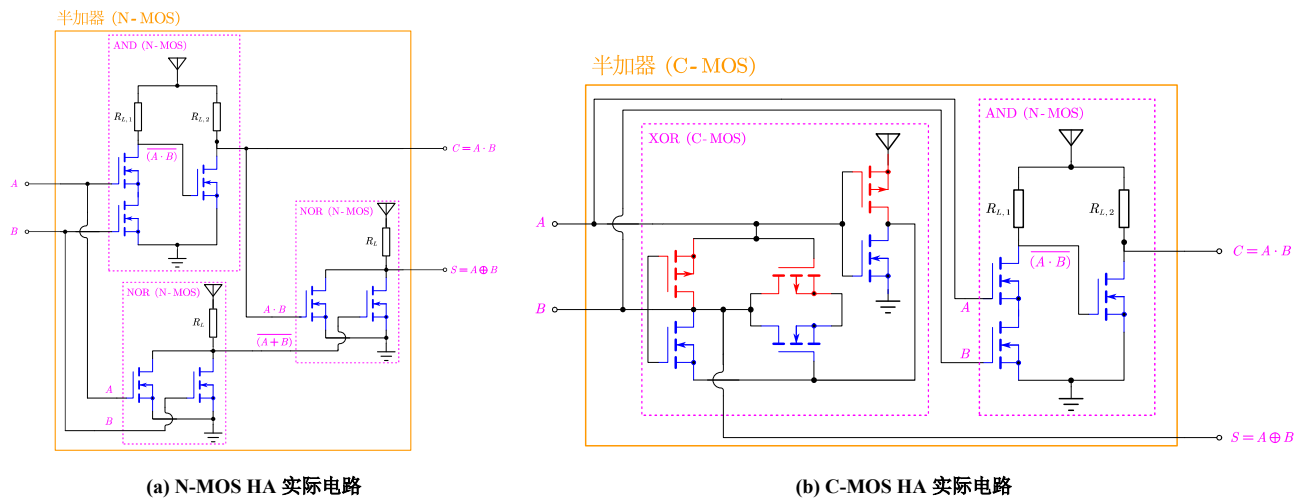 半加器 (N-MOS)
AND (N-MOS)
R_{L,1}
R_{L,2}
\overline{(A·B)}
C = A·B
A
B
NOR (N-MOS)
R_L
S = A⊕B
A·B
\overline{(A+B)}
NOR (N-MOS)
R_L
A
B
(a) N-MOS HA 实际电路
半加器 (C-MOS)
XOR (C-MOS)
A
B
AND (N-MOS)
R_{L,1}
R_{L,2}
\overline{(A·B)}
A
B
C = A·B
S = A⊕B
(b) C-MOS HA 实际电路